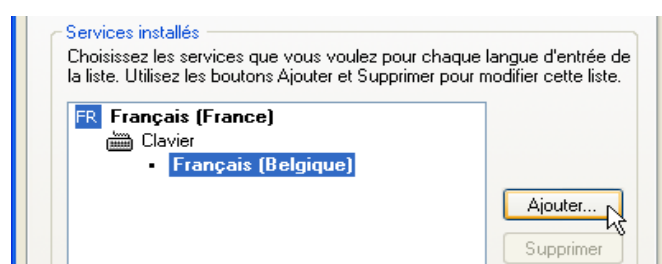 Services installés
Choisissez les services que vous voulez pour chaque langue d'entrée de
la liste. Utilisez les boutons Ajouter et Supprimer pour modifier cette liste.
FR Français (France)
Clavier
Français (Belgique)
Ajouter...
Supprimer